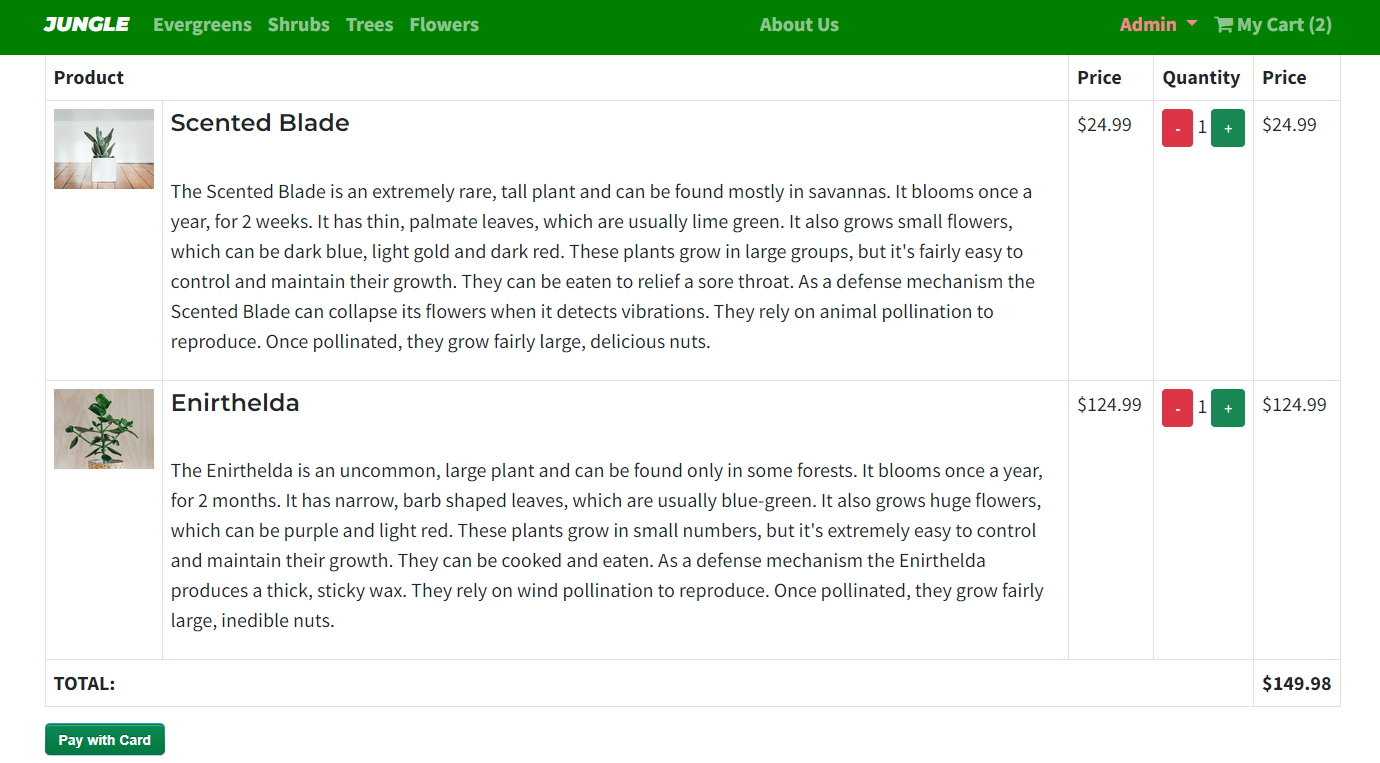 JUNGLE Evergreens Shrubs Trees Flowers About Us Admin My Cart (2)
Product Price Quantity Price
Scented Blade $24.99 - 1 + $24.99
The Scented Blade is an extremely rare, tall plant and can be found mostly in savannas. It blooms once a
year, for 2 weeks. It has thin, palmate leaves, which are usually lime green. It also grows small flowers,
which can be dark blue, light gold and dark red. These plants grow in large groups, but it's fairly easy to
control and maintain their growth. They can be eaten to relief a sore throat. As a defense mechanism the
Scented Blade can collapse its flowers when it detects vibrations. They rely on animal pollination to
reproduce. Once pollinated, they grow fairly large, delicious nuts.
Enirthelda $124.99 - 1 + $124.99
The Enirthelda is an uncommon, large plant and can be found only in some forests. It blooms once a year,
for 2 months. It has narrow, barb shaped leaves, which are usually blue-green. It also grows huge flowers,
which can be purple and light red. These plants grow in small numbers, but it's extremely easy to control
and maintain their growth. They can be cooked and eaten. As a defense mechanism the Enirthelda
produces a thick, sticky wax. They rely on wind pollination to reproduce. Once pollinated, they grow fairly
large, inedible nuts.
TOTAL: $149.98
Pay with Card